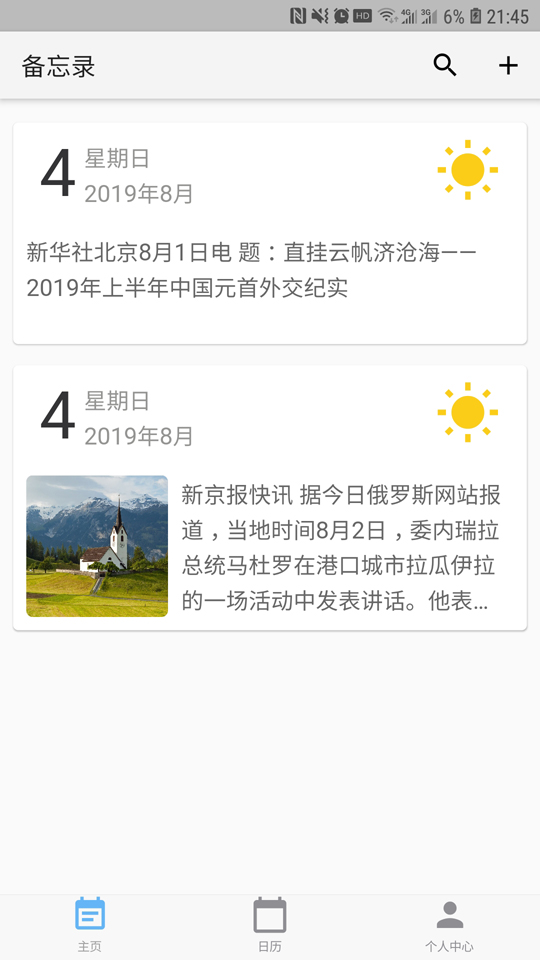 HD 4G 3G 6% 21:45
备忘录
4
星期日
2019年8月
新华社北京8月1日电 题：直挂云帆济沧海——
2019年上半年中国元首外交纪实
4
星期日
2019年8月
新京报快讯 据今日俄罗斯网站报
道，当地时间8月2日，委内瑞拉
总统马杜罗在港口城市拉瓜伊拉
的一场活动中发表讲话。他表...
主页 日历 个人中心